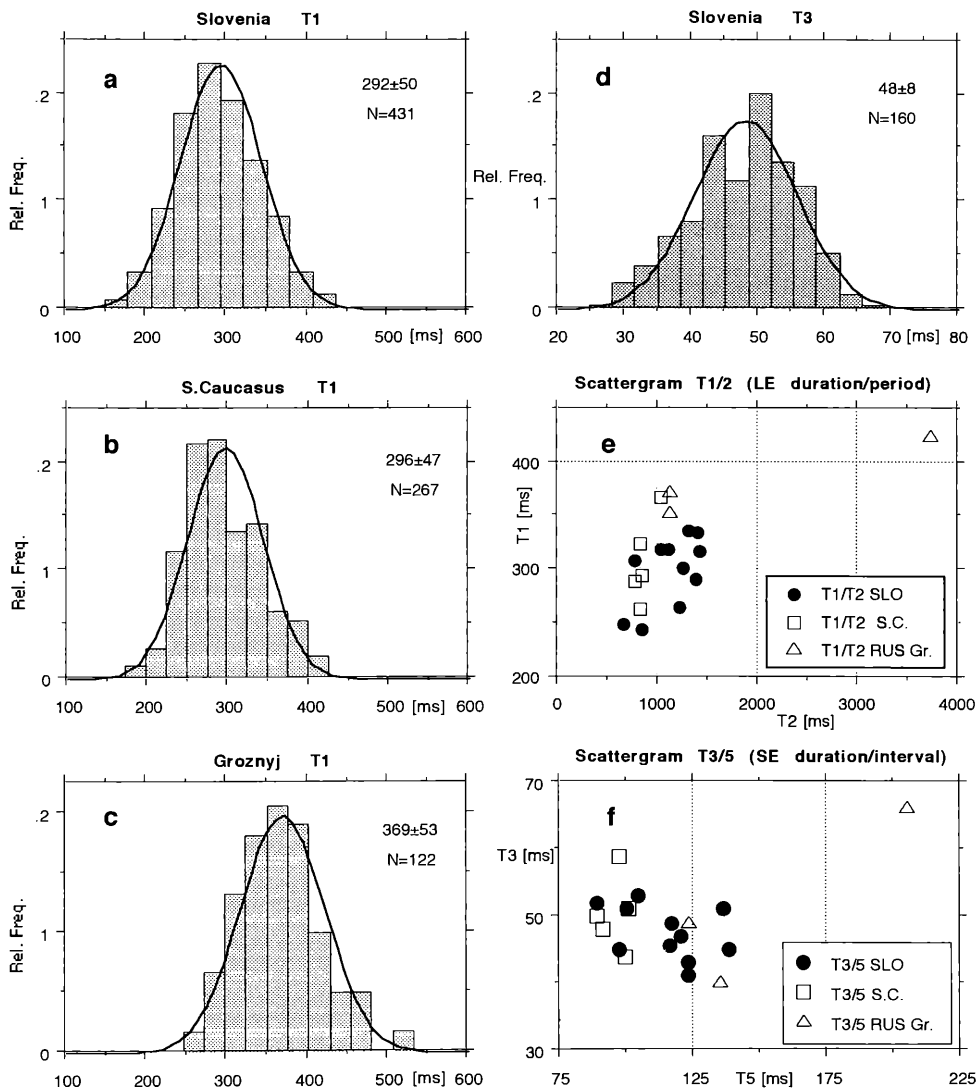 Slovenia T1
a
292±50
N=431
Rel. Freq.
.2
.1
0
100 200 300 400 500 [ms] 600
Slovenia T3
d
48±8
N=160
Rel. Freq.
.2
.1
0
20 30 40 50 60 70 [ms] 80
S.Caucasus T1
b
296±47
N=267
Rel. Freq.
.2
.1
0
100 200 300 400 500 [ms] 600
Scattergram T1/2 (LE duration/period)
e
T1 [ms]
400
300
200
T1/T2 SLO
T1/T2 S.C.
T1/T2 RUS Gr.
0 1000 2000 3000 4000
T2 [ms]
Groznyj T1
c
369±53
N=122
Rel. Freq.
.2
.1
0
100 200 300 400 500 [ms] 600
Scattergram T3/5 (SE duration/interval)
f
70
T3 [ms]
50
30
T3/5 SLO
T3/5 S.C.
T3/5 RUS Gr.
75 125 T5 [ms] 175 225